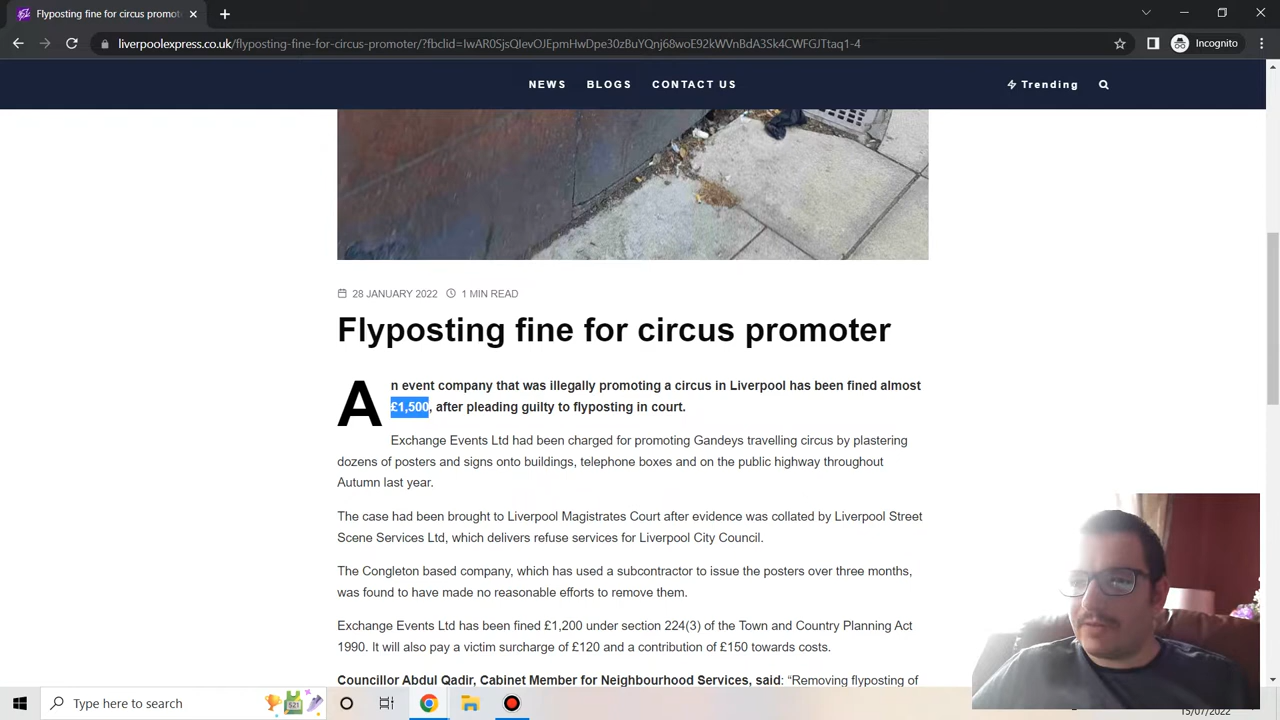 Flyposting fine for circus promot
liverpoolexpress.co.uk/flyposting-fine-for-circus-promoter/?fbclid=IwAR0SjsQIevOJEpmHwDpe30zBuYQnj68woE92kWVnBdA3Sk4CWFGJTtaq1-4
Incognito
NEWS BLOGS CONTACT US Trending
28 JANUARY 2022 1 MIN READ
Flyposting fine for circus promoter
An event company that was illegally promoting a circus in Liverpool has been fined almost
£1,500, after pleading guilty to flyposting in court.
Exchange Events Ltd had been charged for promoting Gandeys travelling circus by plastering
dozens of posters and signs onto buildings, telephone boxes and on the public highway throughout
Autumn last year.
The case had been brought to Liverpool Magistrates Court after evidence was collated by Liverpool Street
Scene Services Ltd, which delivers refuse services for Liverpool City Council.
The Congleton based company, which has used a subcontractor to issue the posters over three months,
was found to have made no reasonable efforts to remove them.
Exchange Events Ltd has been fined £1,200 under section 224(3) of the Town and Country Planning Act
1990. It will also pay a victim surcharge of £120 and a contribution of £150 towards costs.
Councillor Abdul Qadir, Cabinet Member for Neighbourhood Services, said: “Removing flyposting of
Type here to search
15/07/2022